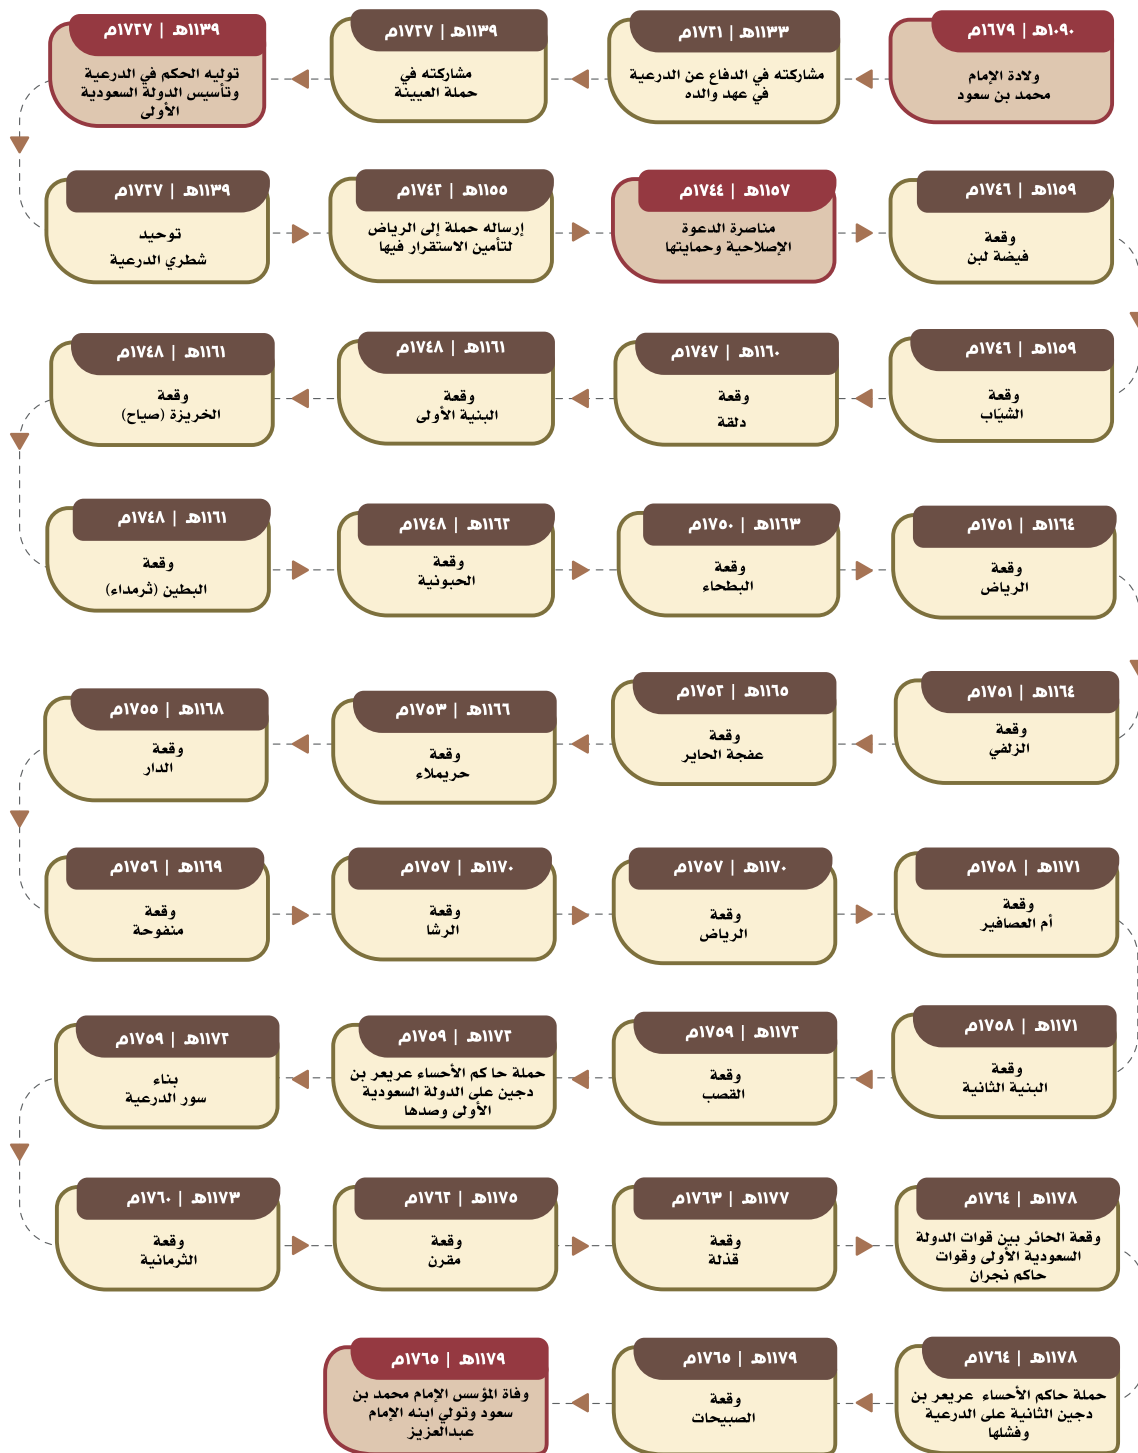 ١٠٩٠هـ | ١٦٧٩م
ولادة الإمام
محمد بن سعود
١١٣٣هـ | ١٧٢١م
مشاركته في الدفاع عن الدرعية
في عهد والده
١١٣٩هـ | ١٧٢٧م
مشاركته في
حملة العيينة
١١٣٩هـ | ١٧٢٧م
توليه الحكم في الدرعية
وتأسيس الدولة السعودية
الأولى
١١٣٩هـ | ١٧٢٧م
توحيد
شطري الدرعية
١١٥٥هـ | ١٧٤٢م
إرساله حملة إلى الرياض
لتأمين الاستقرار فيها
١١٥٧هـ | ١٧٤٤م
مناصرة الدعوة
الإصلاحية وحمايتها
١١٥٩هـ | ١٧٤٦م
وقعة
فيضة لبن
١١٥٩هـ | ١٧٤٦م
وقعة
الشيّاب
١١٦٠هـ | ١٧٤٧م
وقعة
دلقة
١١٦١هـ | ١٧٤٨م
وقعة
البنية الأولى
١١٦١هـ | ١٧٤٨م
وقعة
الخريزة (صياح)
١١٦١هـ | ١٧٤٨م
وقعة
البطين (ثرمداء)
١١٦٢هـ | ١٧٤٨م
وقعة
الحبونية
١١٦٣هـ | ١٧٥٠م
وقعة
البطحاء
١١٦٤هـ | ١٧٥١م
وقعة
الرياض
١١٦٤هـ | ١٧٥١م
وقعة
الزلفي
١١٦٥هـ | ١٧٥٢م
وقعة
عفجة الحاير
١١٦٦هـ | ١٧٥٣م
وقعة
حريملاء
١١٦٨هـ | ١٧٥٥م
وقعة
الدار
١١٦٩هـ | ١٧٥٦م
وقعة
منفوحة
١١٧٠هـ | ١٧٥٧م
وقعة
الرشا
١١٧٠هـ | ١٧٥٧م
وقعة
الرياض
١١٧١هـ | ١٧٥٨م
وقعة
أم العصافير
١١٧١هـ | ١٧٥٨م
وقعة
البنية الثانية
١١٧٢هـ | ١٧٥٩م
وقعة
القصب
١١٧٢هـ | ١٧٥٩م
حملة حاكم الأحساء عريعر بن
دجين على الدولة السعودية
الأولى وصدها
١١٧٢هـ | ١٧٥٩م
بناء
سور الدرعية
١١٧٣هـ | ١٧٦٠م
وقعة
الثرمانية
١١٧٥هـ | ١٧٦٢م
وقعة
مقرن
١١٧٧هـ | ١٧٦٣م
وقعة
قذلة
١١٧٨هـ | ١٧٦٤م
وقعة الحائر بين قوات الدولة
السعودية الأولى وقوات
حاكم نجران
١١٧٨هـ | ١٧٦٤م
حملة حاكم الأحساء عريعر بن
دجين الثانية على الدرعية
وفشلها
١١٧٩هـ | ١٧٦٥م
وقعة
الصبيحات
١١٧٩هـ | ١٧٦٥م
وفاة المؤسس الإمام محمد بن
سعود وتولي ابنه الإمام
عبدالعزيز